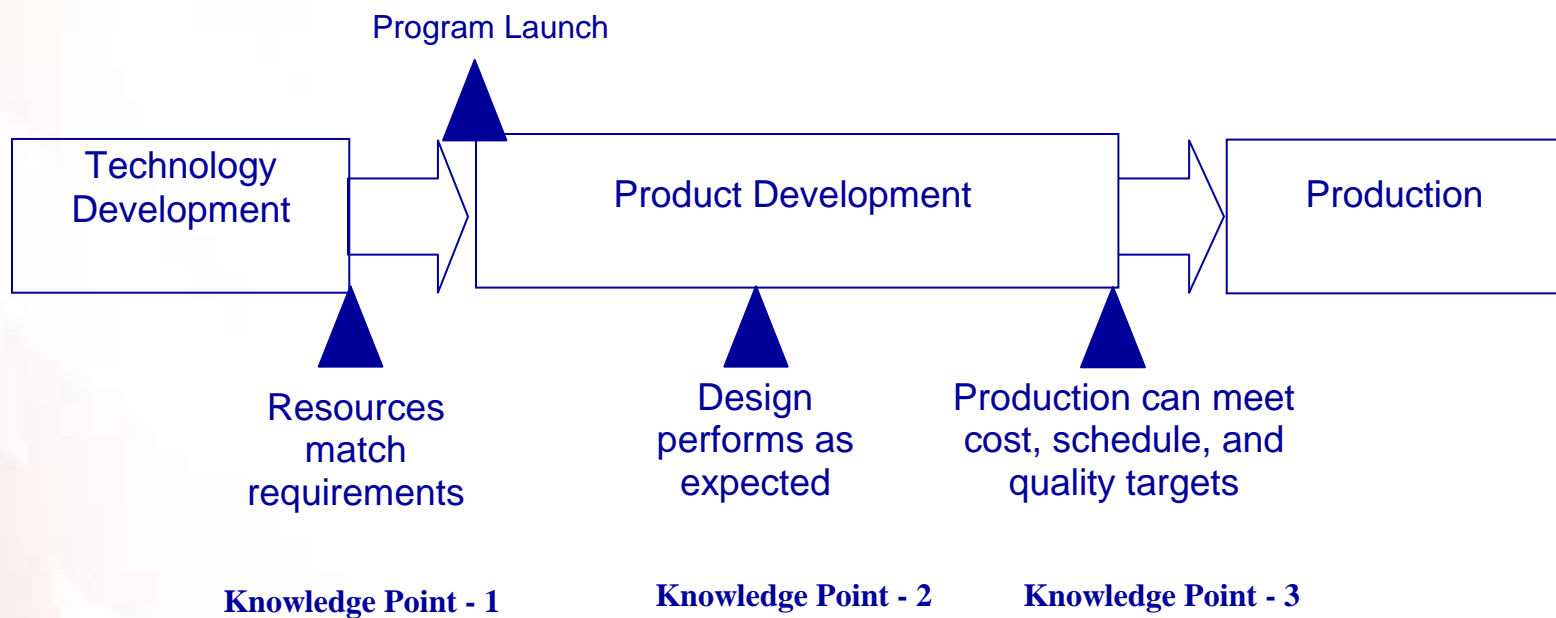 Program Launch
Technology
Development
Product Development
Production
Resources
match
requirements
Design
performs as
expected
Production can meet
cost, schedule, and
quality targets
Knowledge Point - 1
Knowledge Point - 2
Knowledge Point - 3